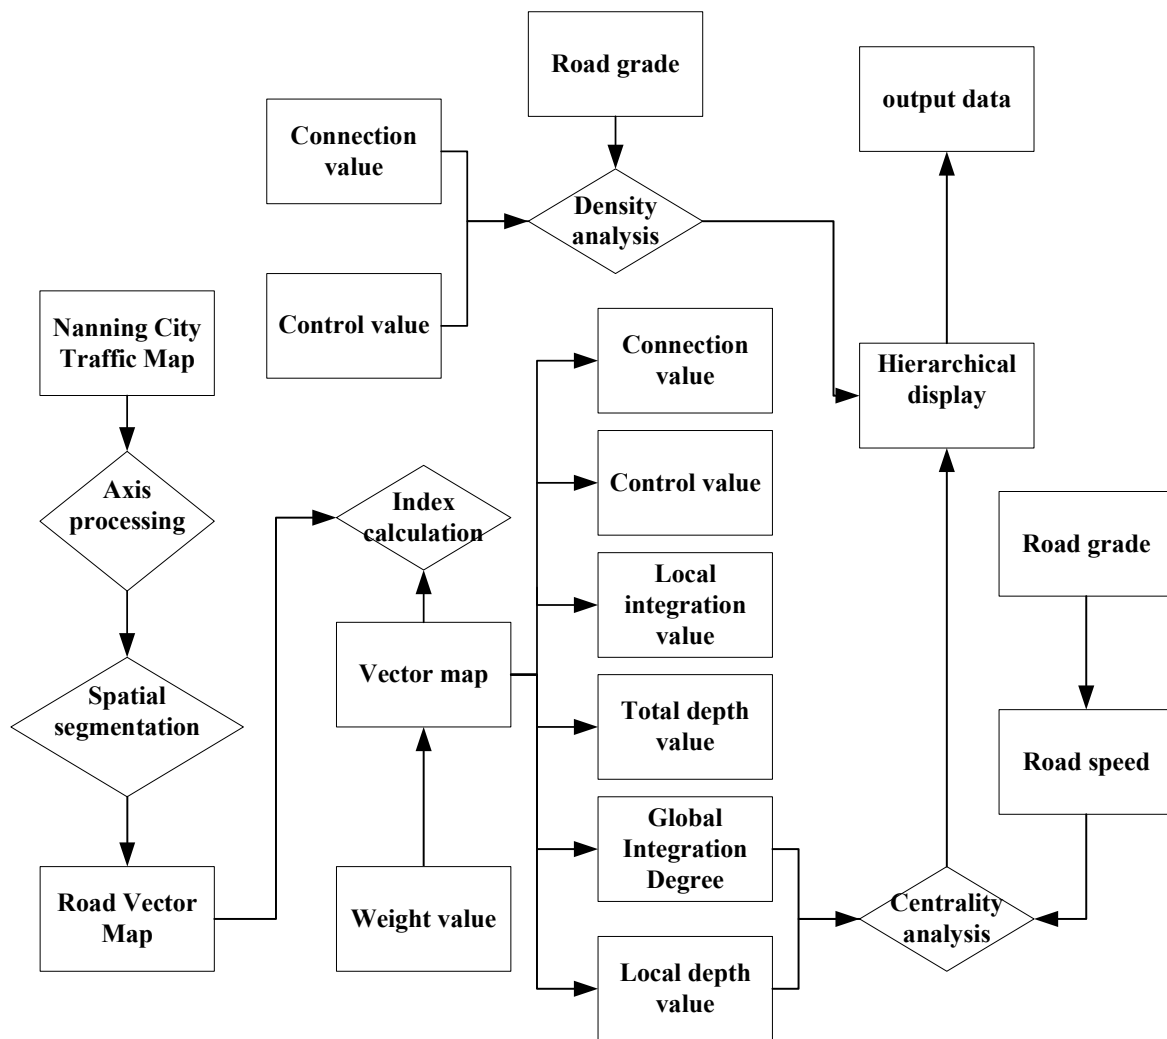 Road grade
output data
Connection
value
Density
analysis
Control value
Nanning City
Traffic Map
Connection
value
Hierarchical
display
Axis
processing
Index
calculation
Control value
Road grade
Local
integration
value
Vector map
Spatial
segmentation
Total depth
value
Road speed
Global
Integration
Degree
Road Vector
Map
Weight value
Centrality
analysis
Local depth
value